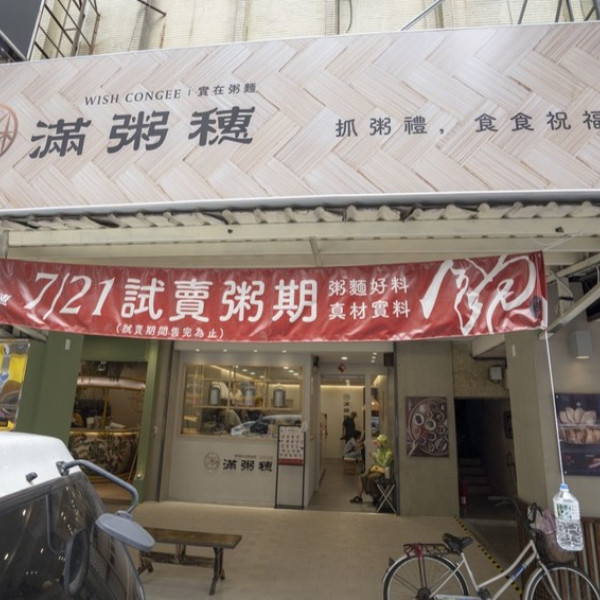 WISH CONGEE | 實在粥麵
滿粥穗
抓粥禮，食食祝福
7/21 試賣粥期
粥麵好料
真材實料
(試賣期間售完為止)
滿粥穗